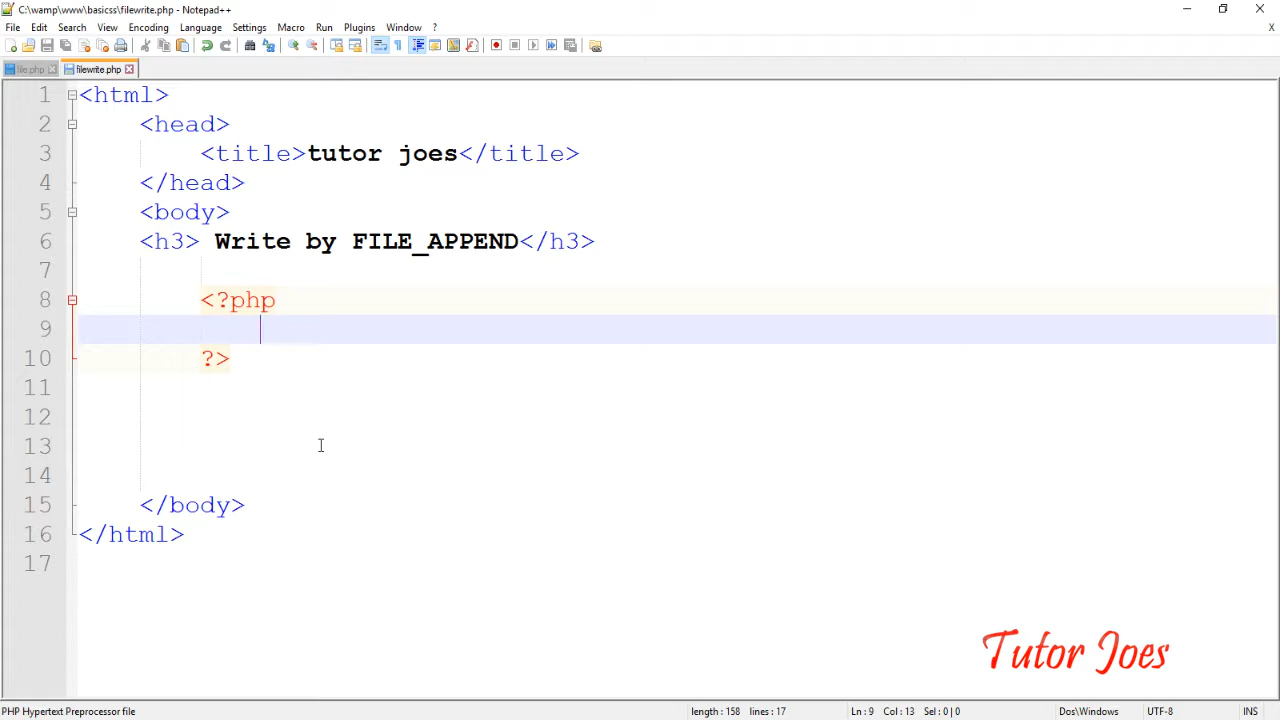 C:\wamp\www\basicss\filewrite.php - Notepad++
File Edit Search View Encoding Language Settings Macro Run Plugins Window ? X
file.php filewrite.php
1 <html>
2 <head>
3 <title>tutor joes</title>
4 </head>
5 <body>
6 <h3> Write by FILE_APPEND</h3>
7
8 <?php
9
10 ?>
11
12
13
14
15 </body>
16 </html>
17
Tutor Joes
PHP Hypertext Preprocessor file length : 158 lines : 17 Ln : 9 Col : 13 Sel : 0 | 0 Dos\Windows UTF-8 INS